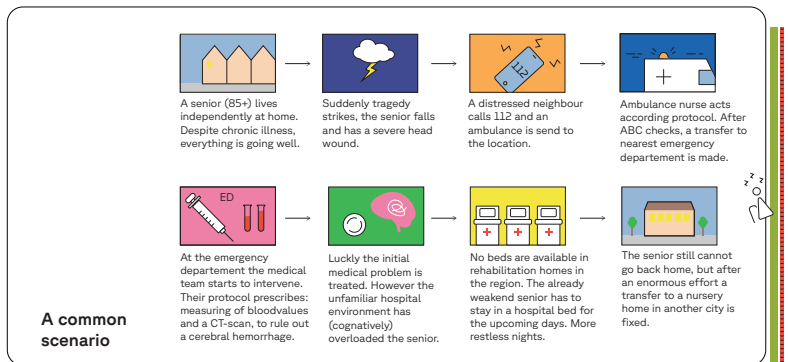 A senior (85+) lives
independently at home.
Despite chronic illness,
everything is going well.
Suddenly tragedy
strikes, the senior falls
and has a severe head
wound.
112
A distressed neighbour
calls 112 and an
ambulance is send to
the location.
Ambulance nurse acts
according protocol. After
ABC checks, a transfer to
nearest emergency
departement is made.
ED
At the emergency
departement the medical
team starts to intervene.
Their protocol prescribes:
measuring of bloodvalues
and a CT-scan, to rule out
a cerebral hemorrhage.
Luckly the initial
medical problem is
treated. However the
unfamiliar hospital
environment has
(cognatively)
overloaded the senior.
No beds are available in
rehabilitation homes in
the region. The already
weakend senior has to
stay in a hospital bed for
the upcoming days. More
restless nights.
The senior still cannot
go back home, but after
an enormous effort a
transfer to a nursery
home in another city is
fixed.
z z z
A common
scenario